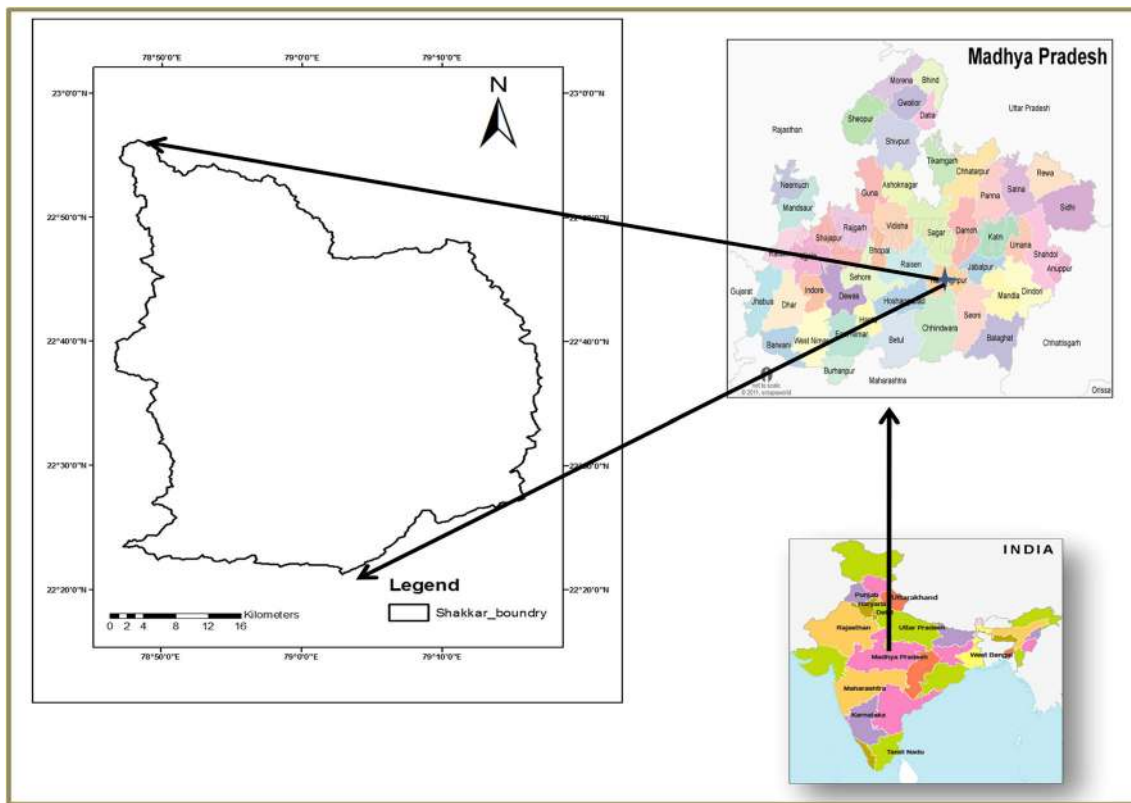 78°50'0"E 79°0'0"E 79°10'0"E
23°0'0"N 23°0'0"N
N
22°50'0"N
22°40'0"N 22°40'0"N
22°30'0"N
22°20'0"N 22°20'0"N
Legend
Shakkar_boundry
Kilometers
0 2 4 8 12 16
78°50'0"E 79°0'0"E 79°10'0"E
Madhya Pradesh
Morena
Bhind
Gwalior
Datia
Sheopur
Shivpuri
Uttar Pradesh
Rajasthan
Tikamgarh
Chhatarpur
Rewa
Neemuch
Ashoknagar
Guna
Panna
Satna
Sidhi
Mandsaur
Rajgarh
Vidisha
Sagar
Damoh
Katni
Umaria
Shahdol
Shajapur
Bhopal
Raisen
Jabalpur
Anuppur
Gujarat
Jhabua
Dhar
Indore
Dewas
Sehore
Dindori
Mandla
Seoni
Chhindwara
Balaghat
Chhatisgarh
Barwani
West Nimar
Betul
Burhanpur
Maharashtra
Orissa
not to scale
INDIA
Punjab
Haryana
Uttarakhand
Rajasthan
Uttar Pradesh
Madhya Pradesh
West Bengal
Maharashtra
Karnataka
Tamil Nadu